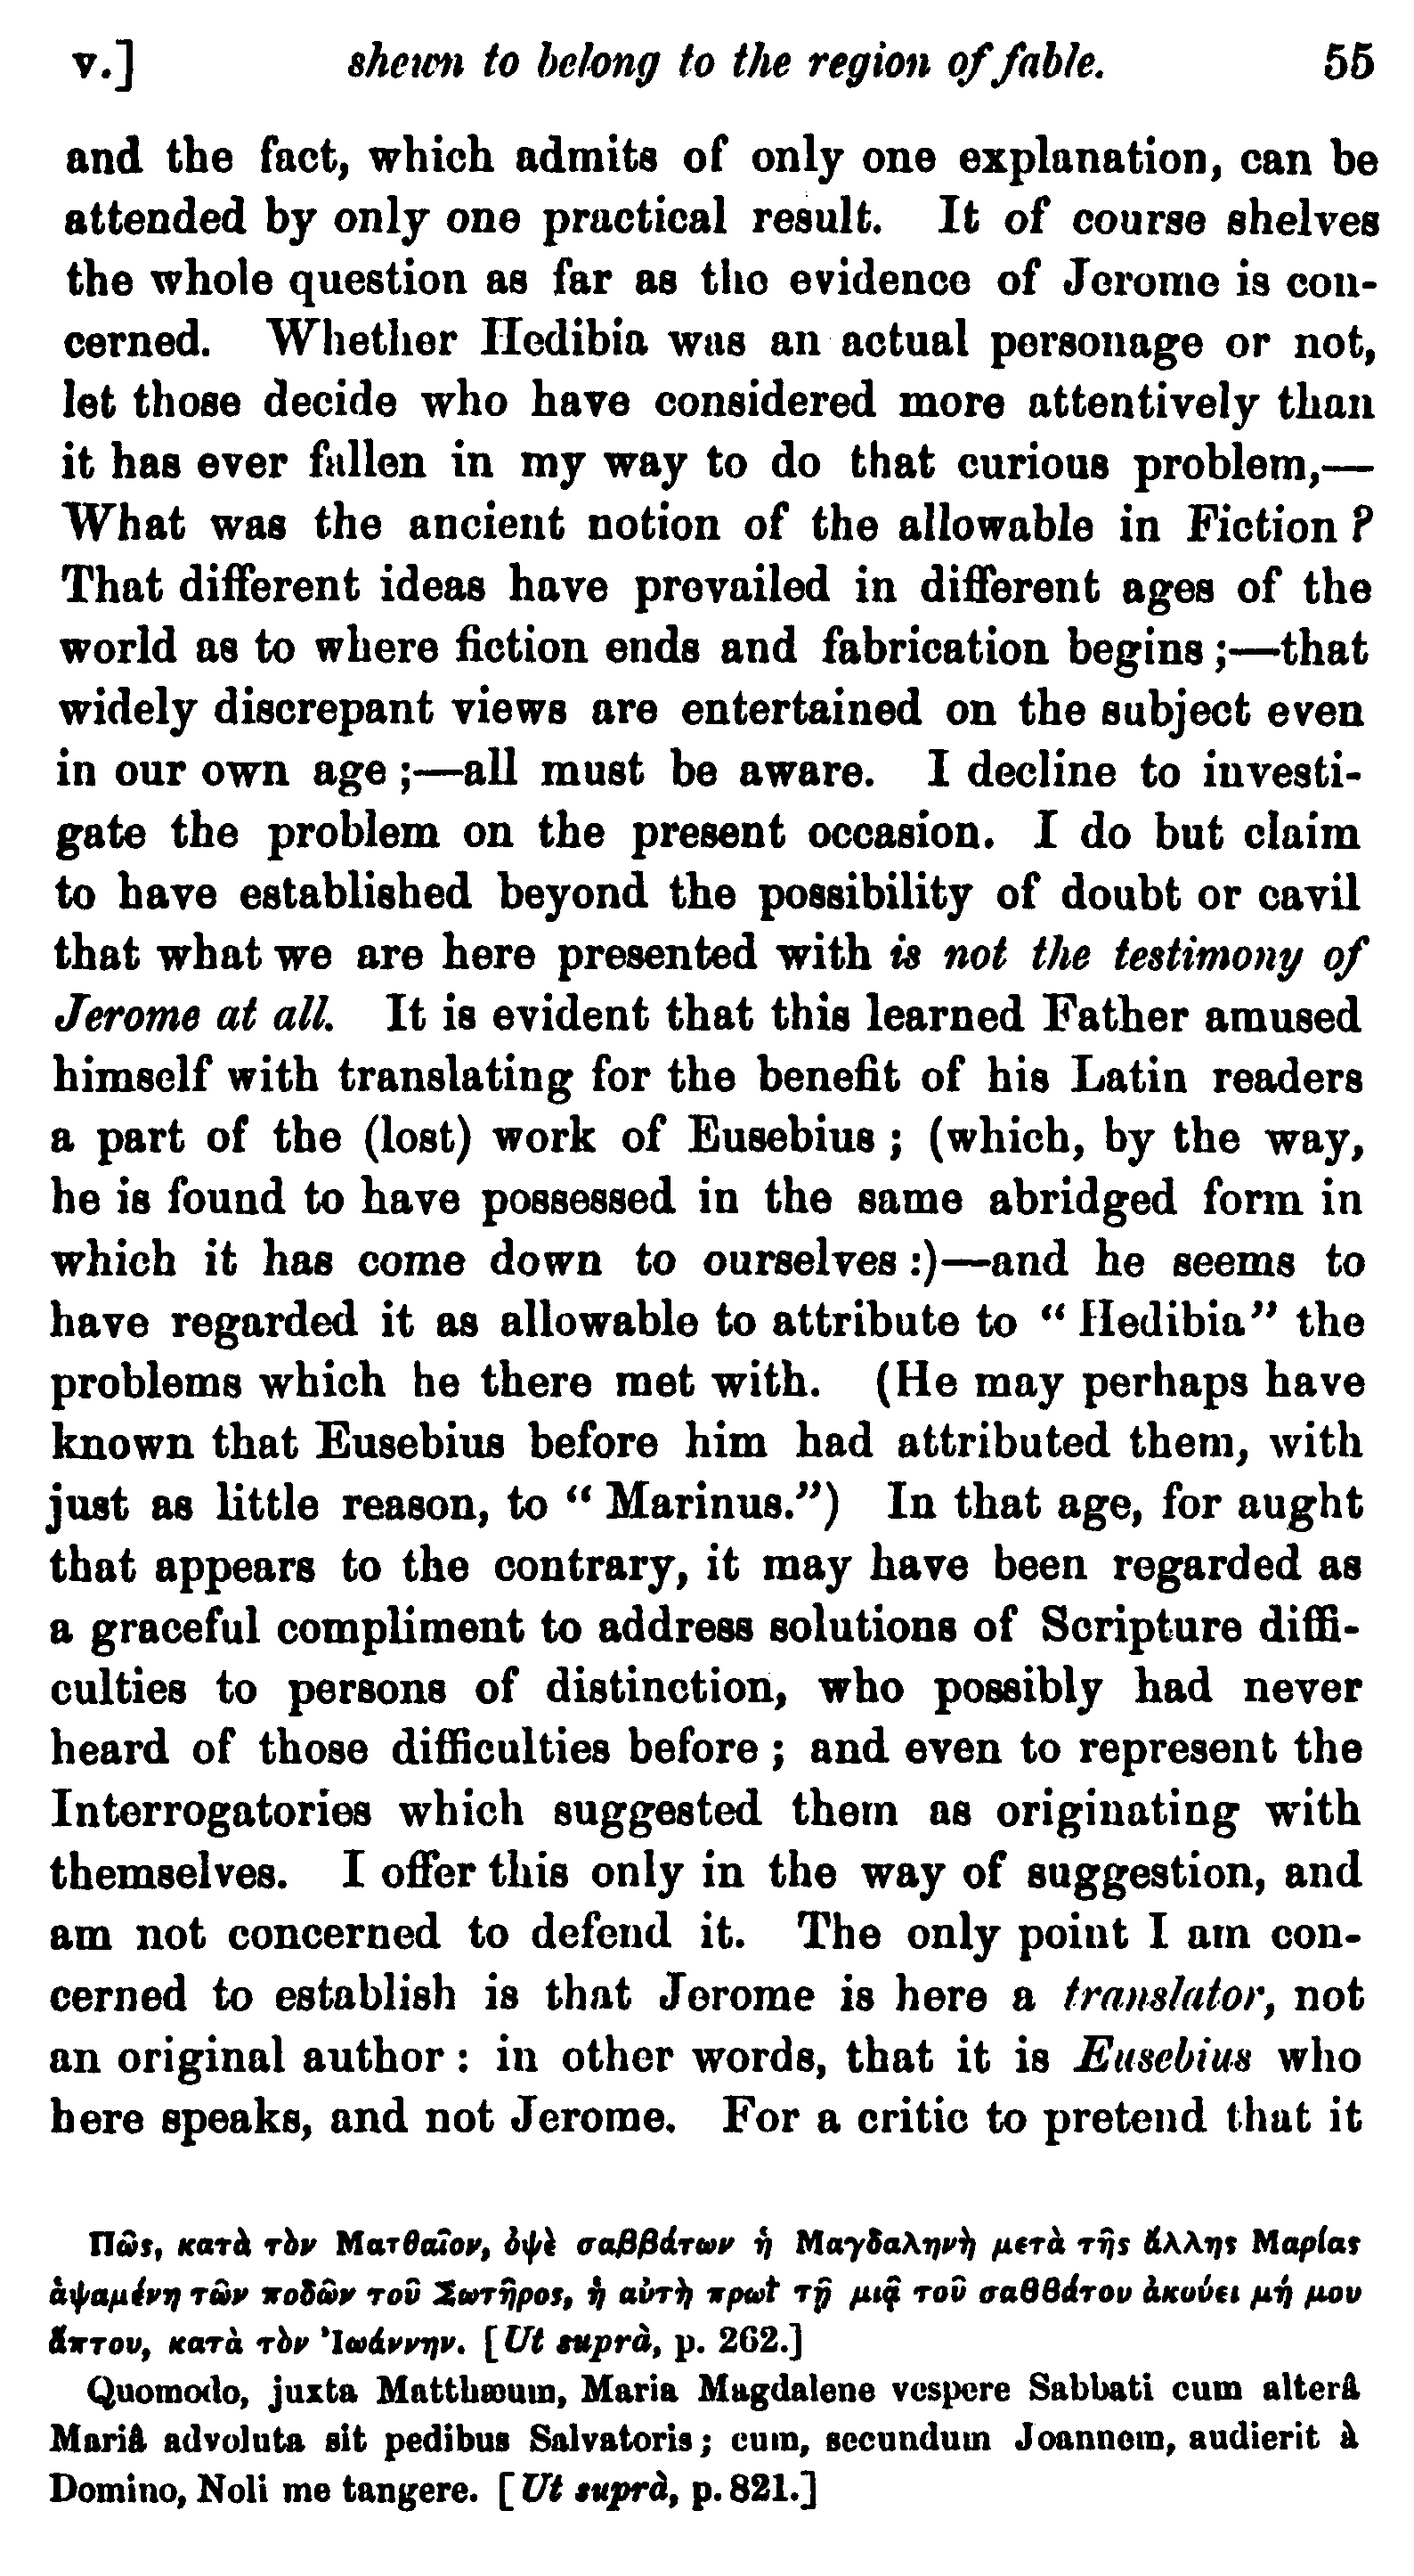 v.] shewn to belong to the region of fable. 55
and the fact, which admits of only one explanation, can be
attended by only one practical result. It of course shelves
the whole question as far as the evidence of Jerome is con-
cerned. Whether Hedibia was an actual personage or not,
let those decide who have considered more attentively than
it has ever fallen in my way to do that curious problem,—
What was the ancient notion of the allowable in Fiction ?
That different ideas have prevailed in different ages of the
world as to where fiction ends and fabrication begins ;—that
widely discrepant views are entertained on the subject even
in our own age ;—all must be aware. I decline to investi-
gate the problem on the present occasion. I do but claim
to have established beyond the possibility of doubt or cavil
that what we are here presented with is not the testimony of
Jerome at all. It is evident that this learned Father amused
himself with translating for the benefit of his Latin readers
a part of the (lost) work of Eusebius ; (which, by the way,
he is found to have possessed in the same abridged form in
which it has come down to ourselves :)—and he seems to
have regarded it as allowable to attribute to “ Hedibia” the
problems which he there met with. (He may perhaps have
known that Eusebius before him had attributed them, with
just as little reason, to “ Marinus.”) In that age, for aught
that appears to the contrary, it may have been regarded as
a graceful compliment to address solutions of Scripture diffi-
culties to persons of distinction, who possibly had never
heard of those difficulties before ; and even to represent the
Interrogatories which suggested them as originating with
themselves. I offer this only in the way of suggestion, and
am not concerned to defend it. The only point I am con-
cerned to establish is that Jerome is here a translator, not
an original author : in other words, that it is Eusebius who
here speaks, and not Jerome. For a critic to pretend that it
Πῶς, κατὰ τὸν Ματθαῖον, ὀψὲ σαββάτων ἡ Μαγδαληνὴ μετὰ τῆς ἄλλης Μαρίας
ἁψαμένη τῶν ποδῶν τοῦ Σωτῆρος, ἡ αὐτὴ πρωῒ τῇ μιᾷ τοῦ σαββάτου ἀκούει μή μου
ἅπτου, κατὰ τὸν Ἰωάννην. [Ut suprà, p. 262.]
Quomodo, juxta Matthæum, Maria Magdalene vespere Sabbati cum alterâ
Mariâ advoluta sit pedibus Salvatoris ; cum, secundum Joannem, audierit à
Domino, Noli me tangere. [Ut suprà, p. 821.]